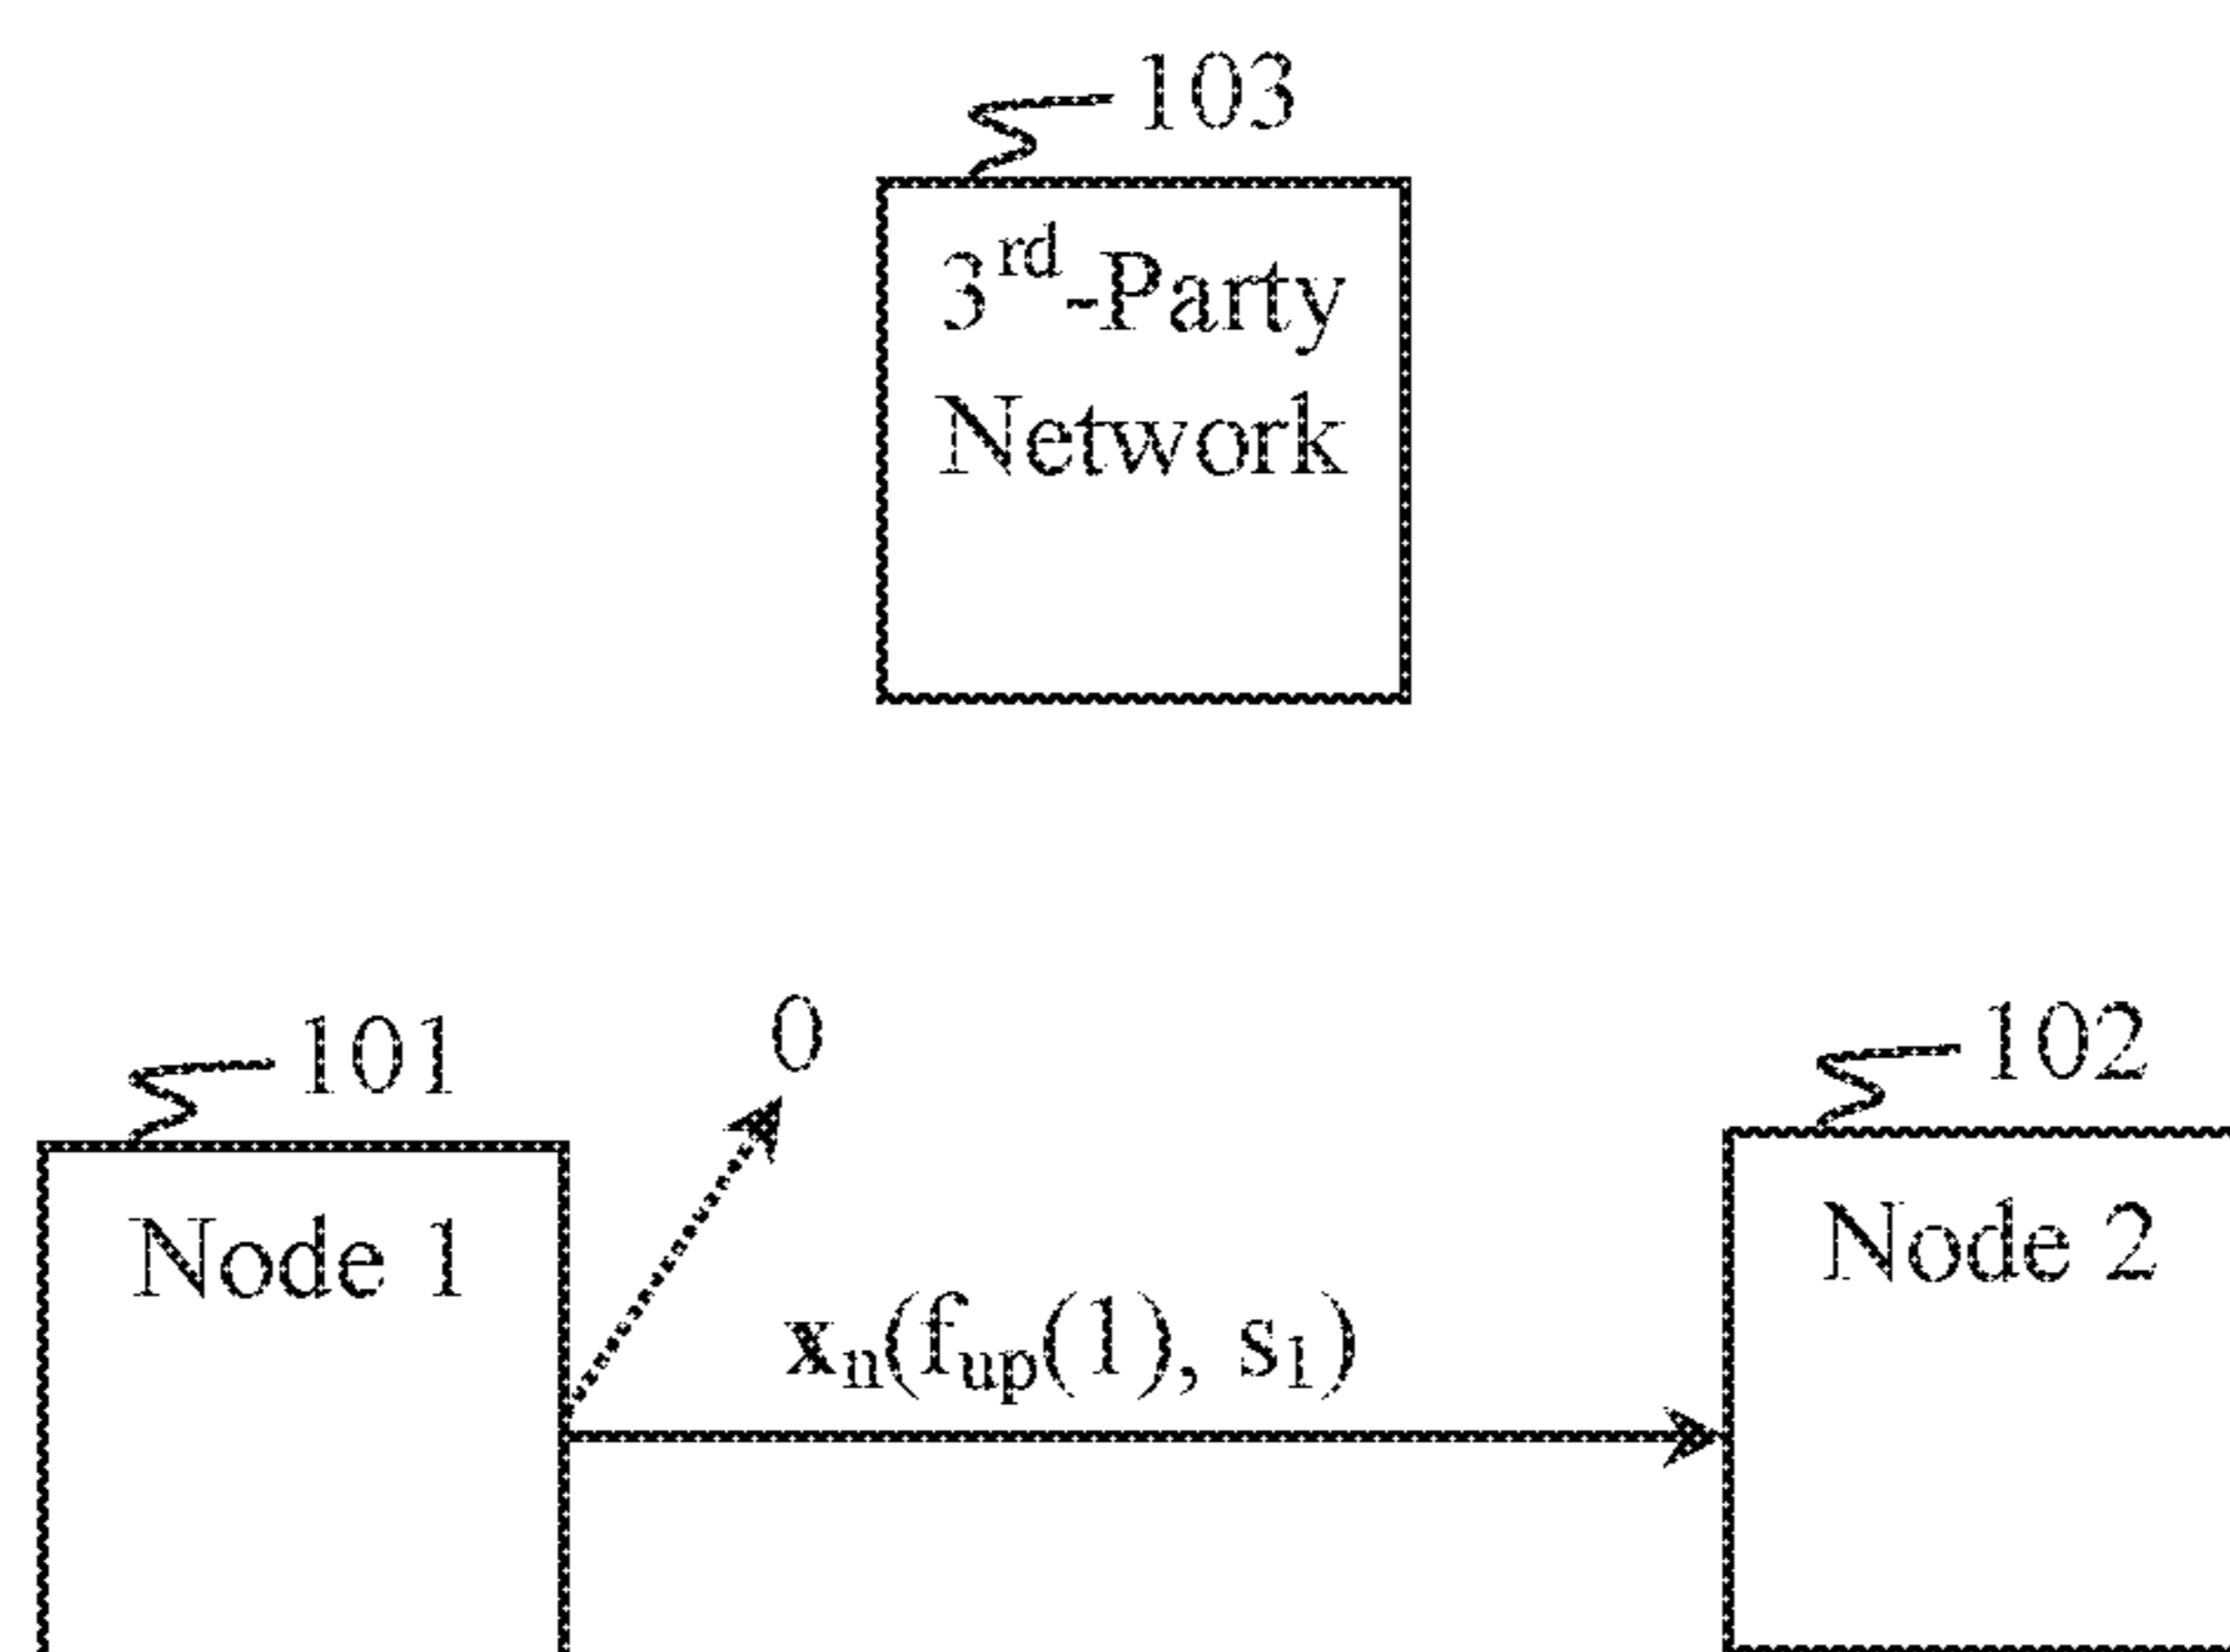 103
3rd-Party
Network
0
101
102
Node 1
Node 2
xn(fup(1), s1)